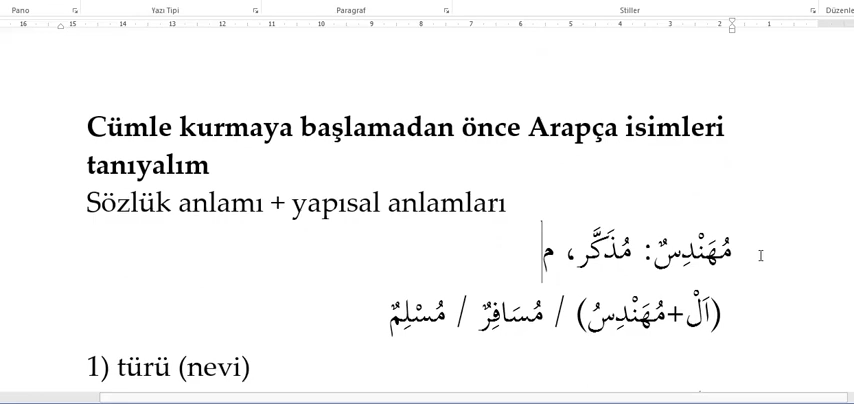 Pano Yazı Tipi Paragraf Stiller Düzenle
16 15 14 13 12 11 10 9 8 7 6 5 4 3 2 1
Cümle kurmaya başlamadan önce Arapça isimleri
tanıyalım
Sözlük anlamı + yapısal anlamları
مُهَنْدِسٌ: مُذَكَّر، م
(اَلْ+مُهَنْدِسُ) / مُسَافِرٌ / مُسْلِمٌ
1) türü (nevi)